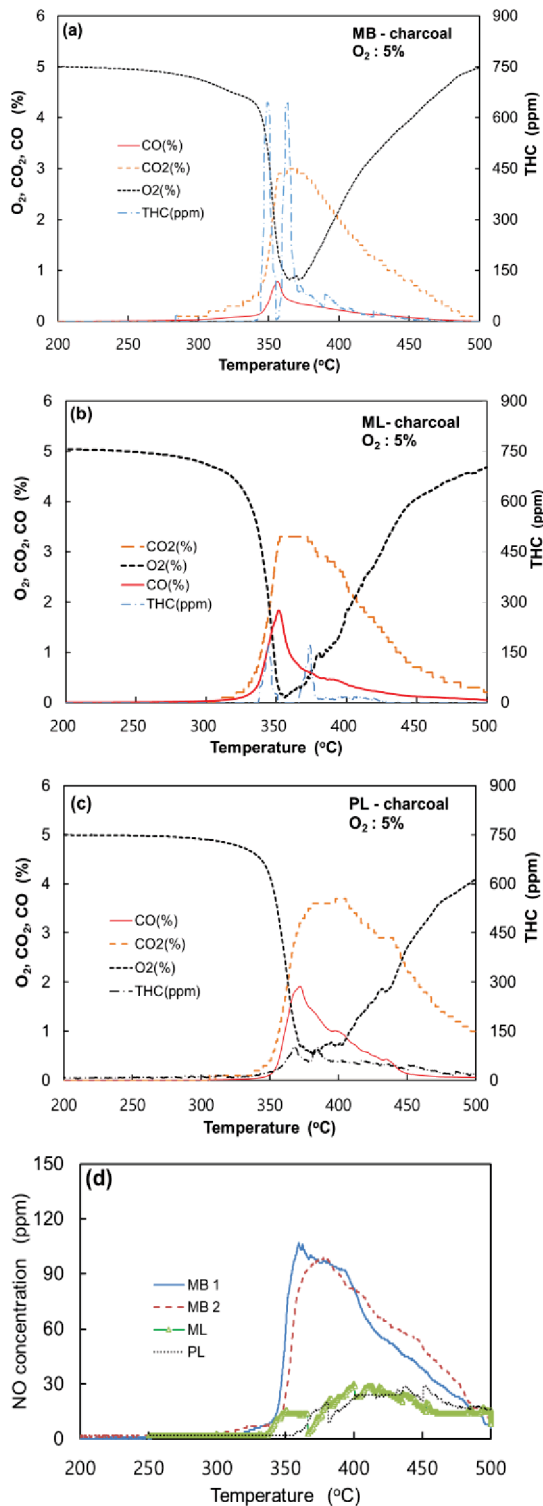 (a)
MB - charcoal
O₂ : 5%
O₂, CO₂, CO (%)
THC (ppm)
6
5
4
3
2
1
0
900
750
600
450
300
150
0
CO(%)
CO2(%)
O2(%)
THC(ppm)
200 250 300 350 400 450 500
Temperature (°C)
(b)
ML- charcoal
O₂ : 5%
O₂, CO₂, CO (%)
THC (ppm)
6
5
4
3
2
1
0
900
750
600
450
300
150
0
CO2(%)
O2(%)
CO(%)
THC(ppm)
200 250 300 350 400 450 500
Temperature (°C)
(c)
PL - charcoal
O₂ : 5%
O₂, CO₂, CO (%)
THC (ppm)
6
5
4
3
2
1
0
900
750
600
450
300
150
0
CO(%)
CO2(%)
O2(%)
THC(ppm)
200 250 300 350 400 450 500
Temperature (°C)
(d)
NO concentration (ppm)
150
120
90
60
30
0
MB 1
MB 2
ML
PL
200 250 300 350 400 450 500
Temperature (°C)